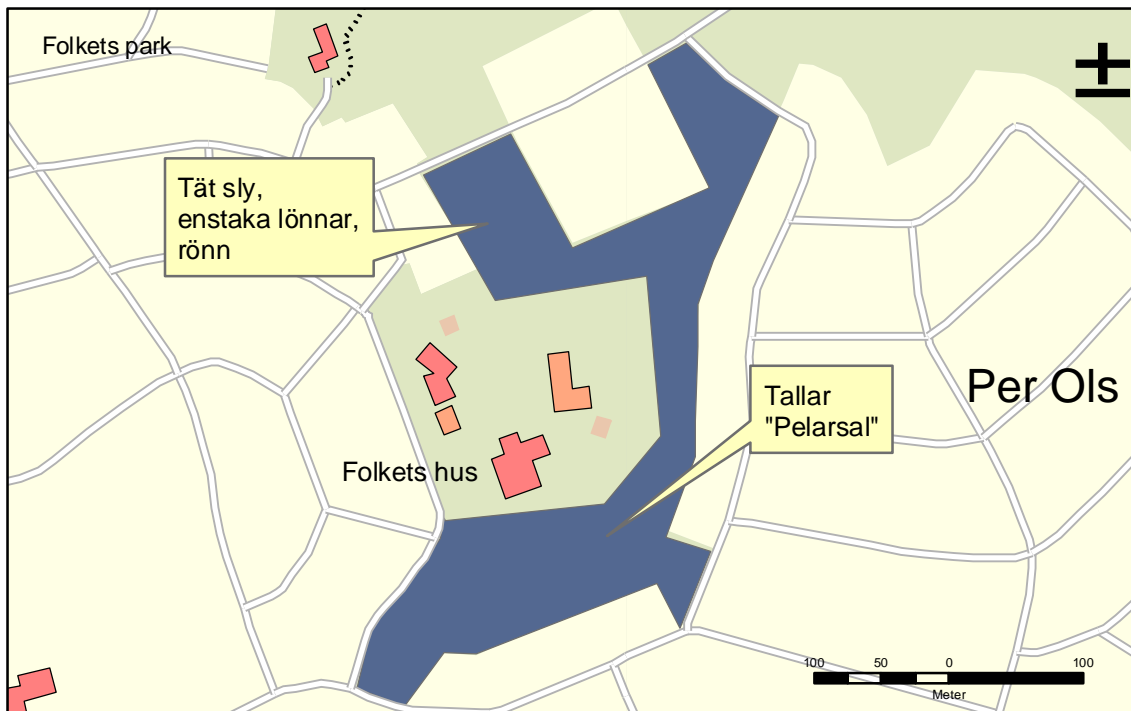 Folkets park
Tät sly,
enstaka lönnar,
rönn
Per Ols
Tallar
"Pelarsal"
Folkets hus
100 50 0 100
Meter